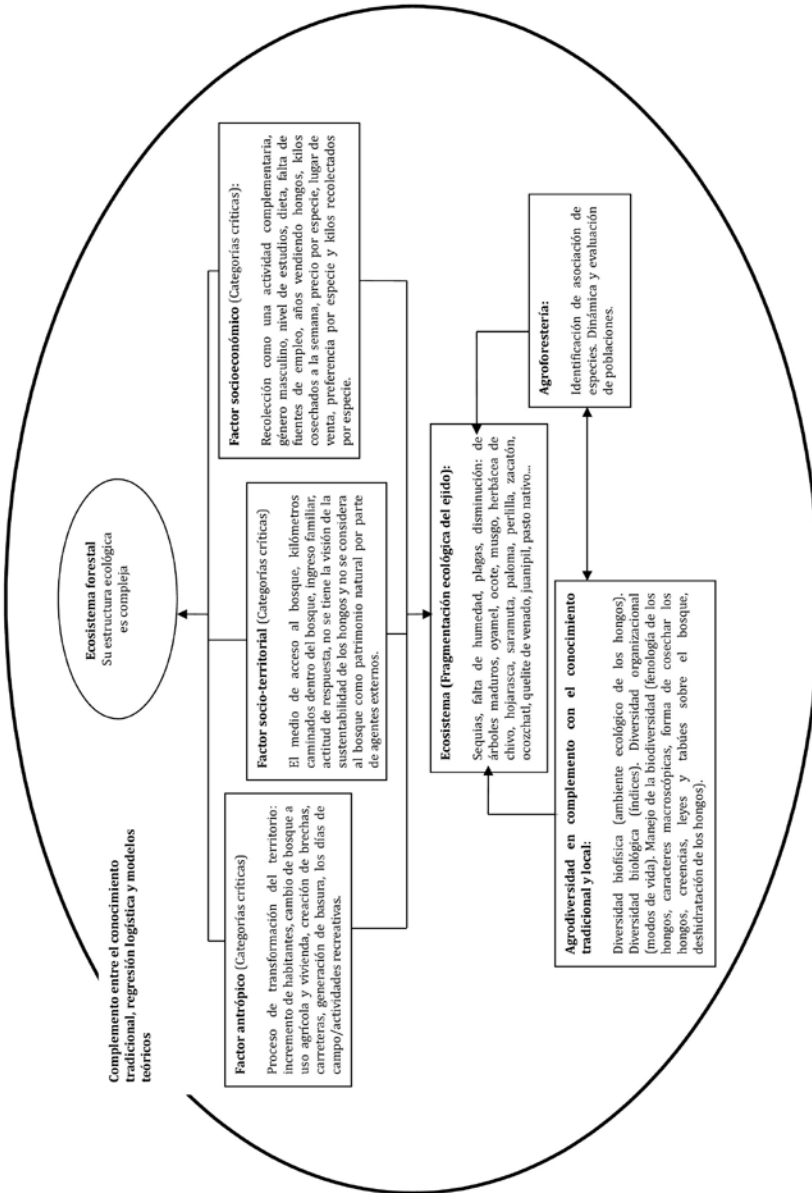 Complemento entre el conocimiento
tradicional, regresión logística y modelos
teóricos
Ecosistema forestal
Su estructura ecológica
es compleja
Factor antrópico (Categorías críticas)
Proceso de transformación del territorio:
incremento de habitantes, cambio de bosque a
uso agrícola y vivienda, creación de brechas,
carreteras, generación de basura, los días de
campo/actividades recreativas.
Factor socio-territorial (Categorías críticas)
El medio de acceso al bosque, kilómetros
caminados dentro del bosque, ingreso familiar,
actitud de respuesta, no se tiene la visión de la
sustentabilidad de los hongos y no se considera
al bosque como patrimonio natural por parte
de agentes externos.
Factor socioeconómico (Categorías críticas):
Recolección como una actividad complementaria,
género masculino, nivel de estudios, dieta, falta de
fuentes de empleo, años vendiendo hongos, kilos
cosechados a la semana, precio por especie, lugar de
venta, preferencia por especie y kilos recolectados
por especie.
Ecosistema (Fragmentación ecológica del ejido):
Sequias, falta de humedad, plagas, disminución: de
árboles maduros, oyamel, ocote, musgo, herbácea de
chivo, hojarasca, saramuta, paloma, perlilla, zacatón,
ocozchatl, quelite de venado, juanipil, pasto nativo...
Agrodiversidad en complemento con el conocimiento
tradicional y local:
Diversidad biofísica (ambiente ecológico de los hongos).
Diversidad biológica (índices). Diversidad organizacional
(modos de vida). Manejo de la biodiversidad (fenología de los
hongos, caracteres macroscópicas, forma de cosechar los
hongos, creencias, leyes y tabúes sobre el bosque,
deshidratación de los hongos).
Agroforestería:
Identificación de asociación de
especies. Dinámica y evaluación
de poblaciones.